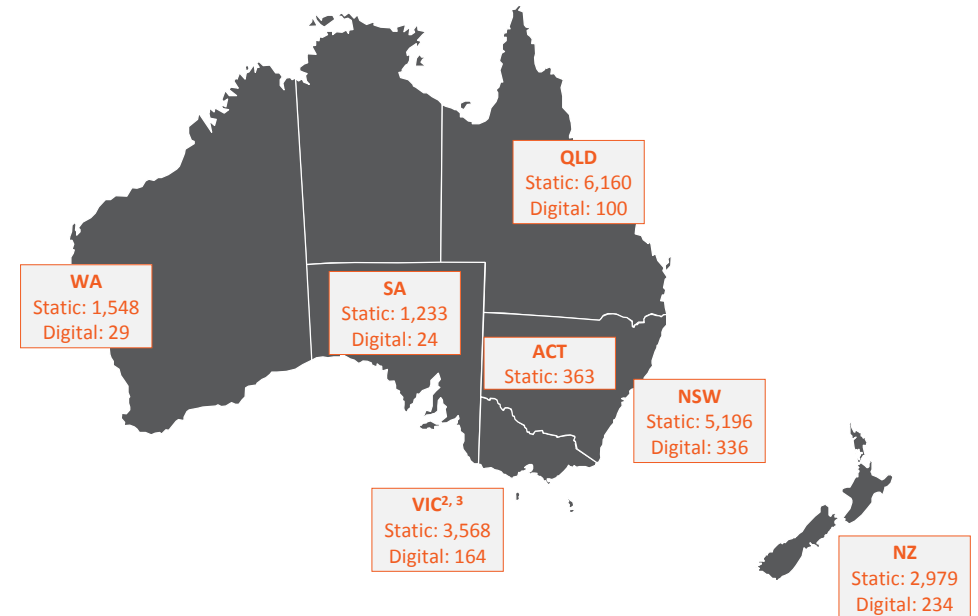 QLD
Static: 6,160
Digital: 100
WA
Static: 1,548
Digital: 29
SA
Static: 1,233
Digital: 24
ACT
Static: 363
NSW
Static: 5,196
Digital: 336
VIC2, 3
Static: 3,568
Digital: 164
NZ
Static: 2,979
Digital: 234